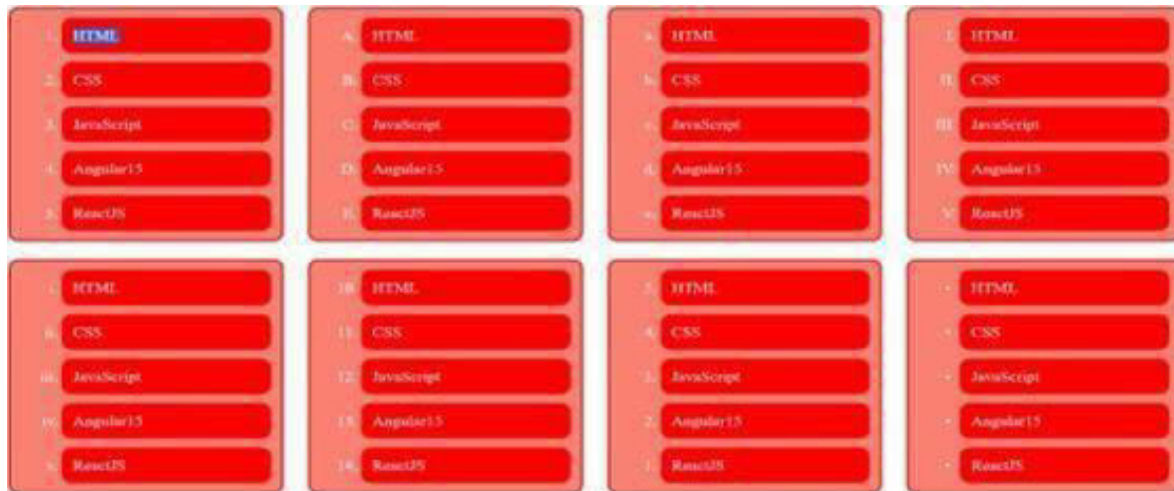 1. HTML
2. CSS
3. JavaScript
4. Angular15
5. ReactJS
A. HTML
B. CSS
C. JavaScript
D. Angular15
E. ReactJS
a. HTML
b. CSS
c. JavaScript
d. Angular15
e. ReactJS
I. HTML
II. CSS
III. JavaScript
IV. Angular15
V. ReactJS
i. HTML
ii. CSS
iii. JavaScript
iv. Angular15
v. ReactJS
10. HTML
11. CSS
12. JavaScript
13. Angular15
14. ReactJS
5. HTML
4. CSS
3. JavaScript
2. Angular15
1. ReactJS
• HTML
• CSS
• JavaScript
• Angular15
• ReactJS